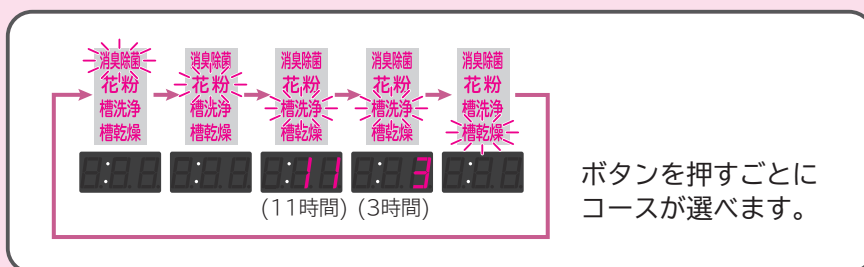 消臭除菌
花粉
槽洗浄
槽乾燥
消臭除菌
花粉
槽洗浄
槽乾燥
消臭除菌
花粉
槽洗浄
槽乾燥
消臭除菌
花粉
槽洗浄
槽乾燥
消臭除菌
花粉
槽洗浄
槽乾燥
11
3
(11時間)
(3時間)
ボタンを押すごとに
コースが選べます。